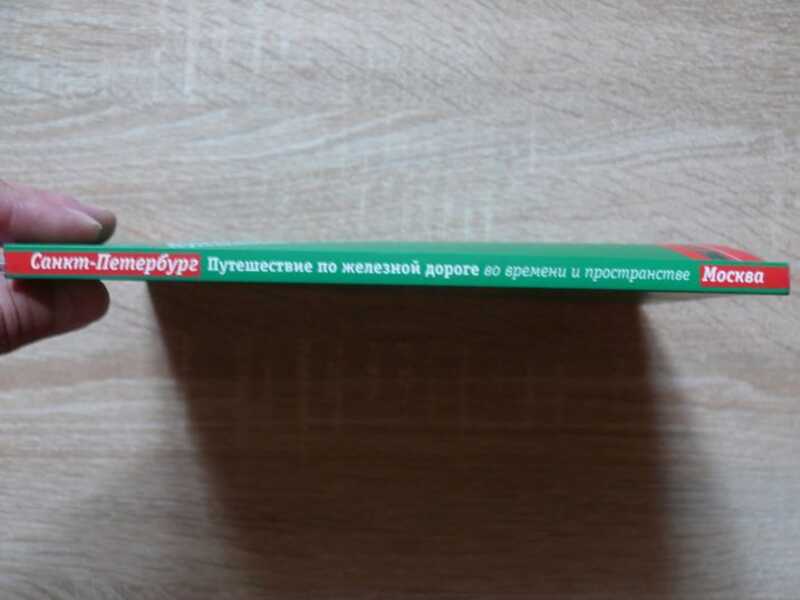 Санкт-Петербург Путешествие по железной дороге во времени и пространстве Москва